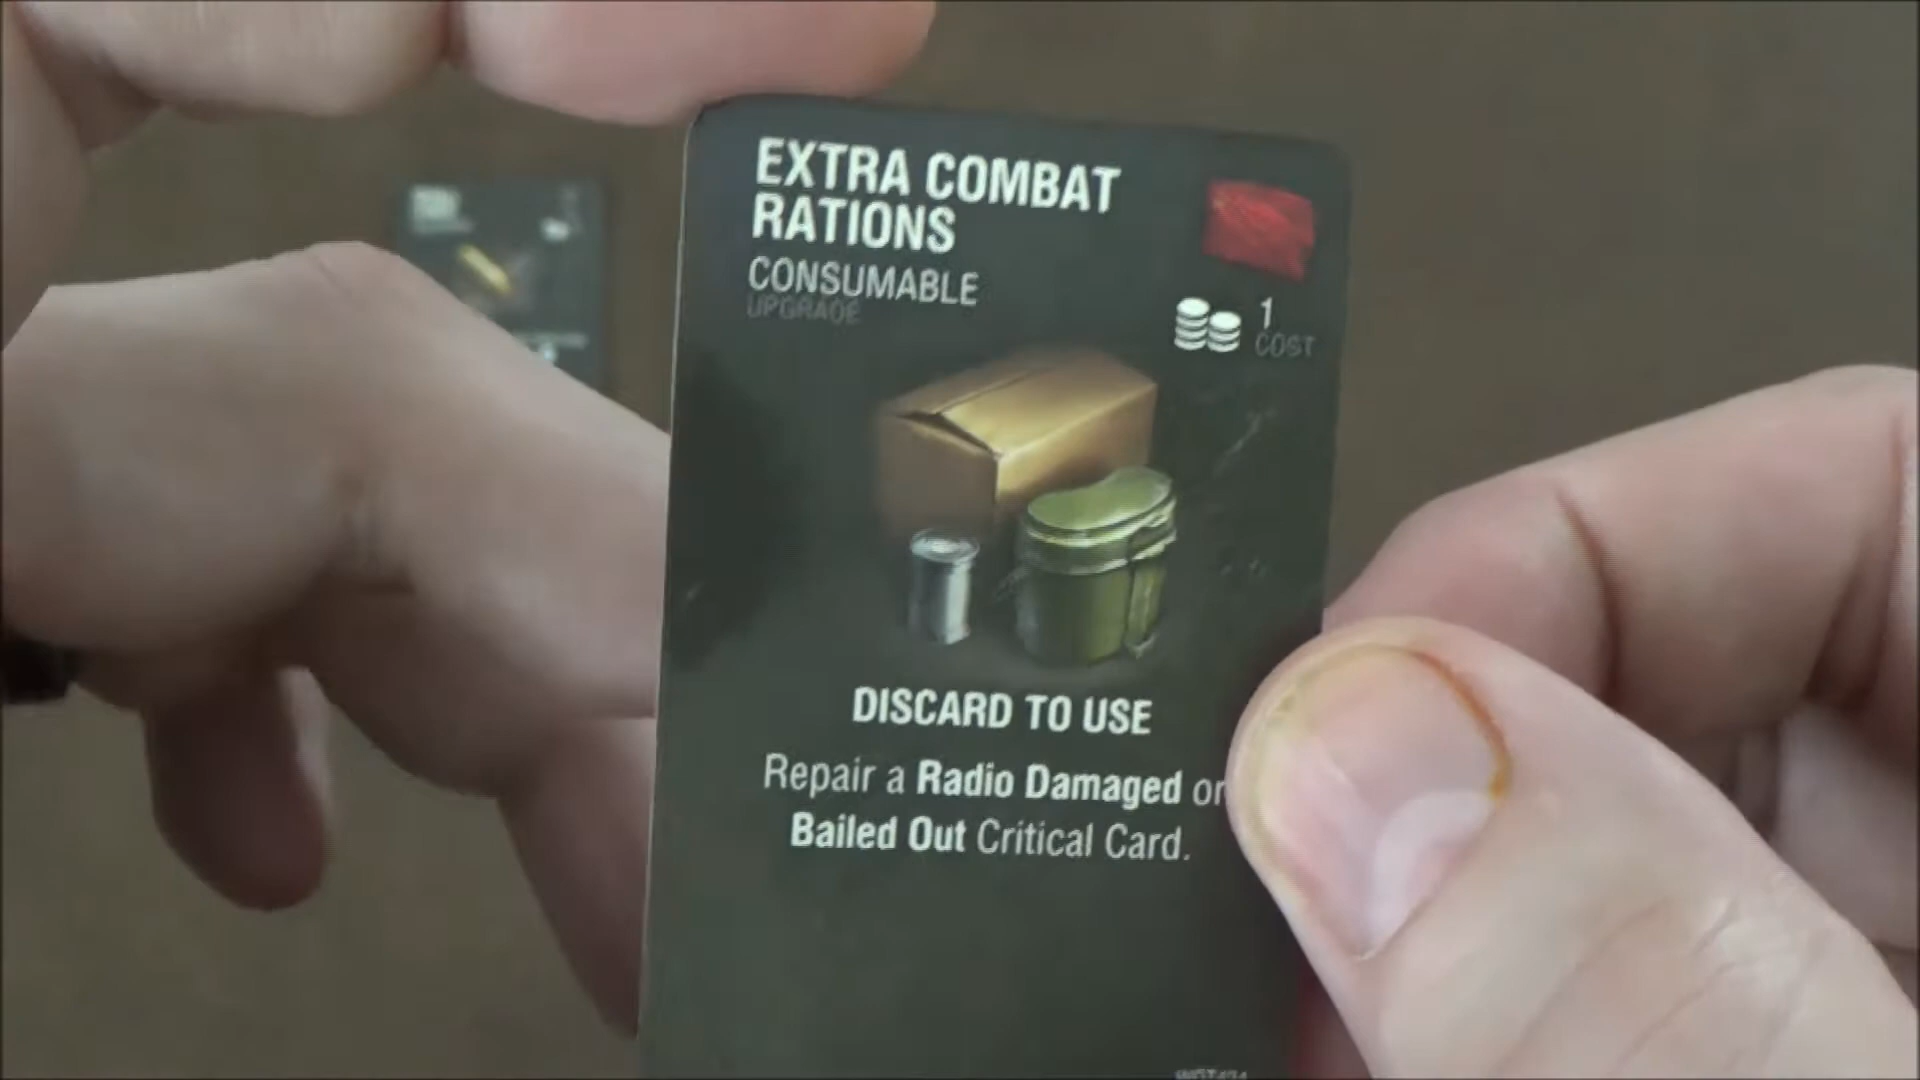 EXTRA COMBAT
RATIONS
CONSUMABLE
UPGRADE
1
COST
DISCARD TO USE
Repair a Radio Damaged or
Bailed Out Critical Card.